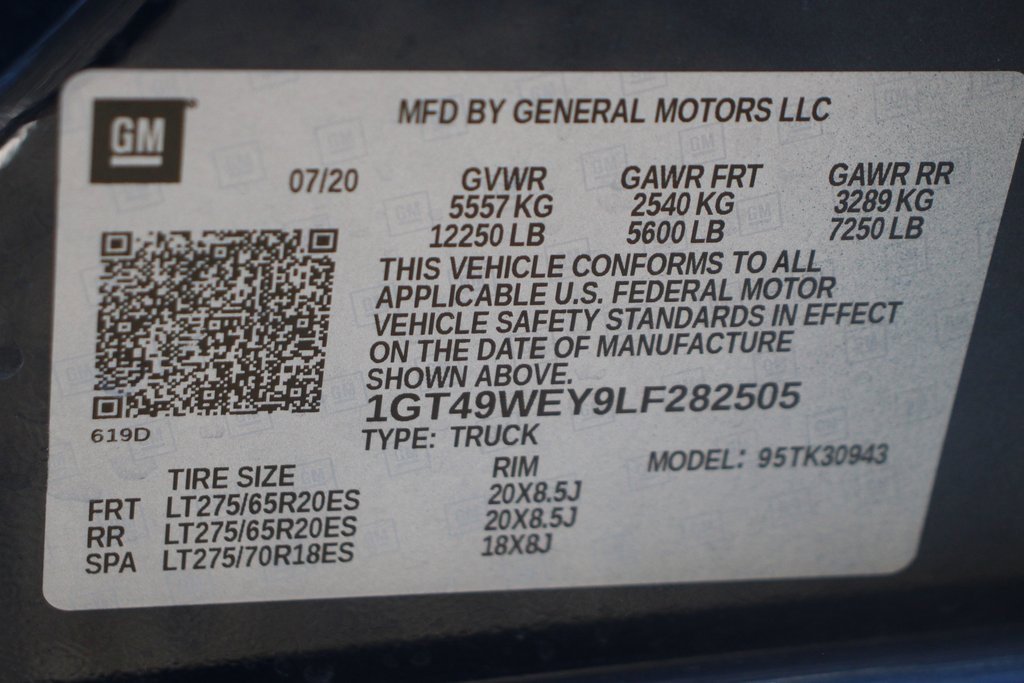 GM
MFD BY GENERAL MOTORS LLC
07/20 GVWR GAWR FRT GAWR RR
5557 KG 2540 KG 3289 KG
12250 LB 5600 LB 7250 LB
THIS VEHICLE CONFORMS TO ALL
APPLICABLE U.S. FEDERAL MOTOR
VEHICLE SAFETY STANDARDS IN EFFECT
ON THE DATE OF MANUFACTURE
SHOWN ABOVE.
1GT49WEY9LF282505
619D
TYPE: TRUCK
TIRE SIZE RIM MODEL: 95TK30943
FRT LT275/65R20ES 20X8.5J
RR LT275/65R20ES 20X8.5J
SPA LT275/70R18ES 18X8J